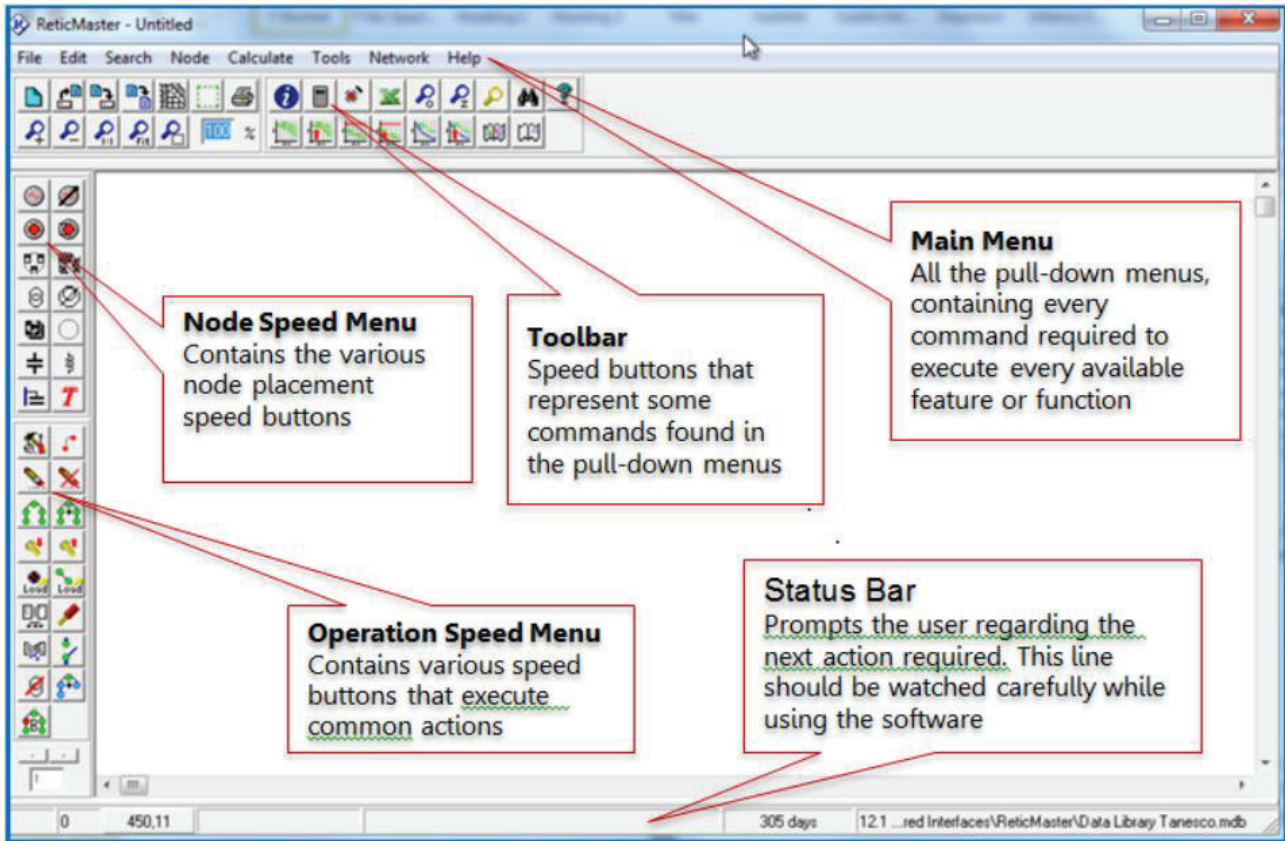 ReticMaster - Untitled
File Edit Search Node Calculate Tools Network Help
100 %
Main Menu
All the pull-down menus,
containing every
command required to
execute every available
feature or function
Node Speed Menu
Contains the various
node placement
speed buttons
Toolbar
Speed buttons that
represent some
commands found in
the pull-down menus
Operation Speed Menu
Contains various speed
buttons that execute
common actions
Status Bar
Prompts the user regarding the
next action required. This line
should be watched carefully while
using the software
Load Load
1
0 450,11 305 days 12.1 ...red Interfaces\ReticMaster\Data Library Tanesco.mdb